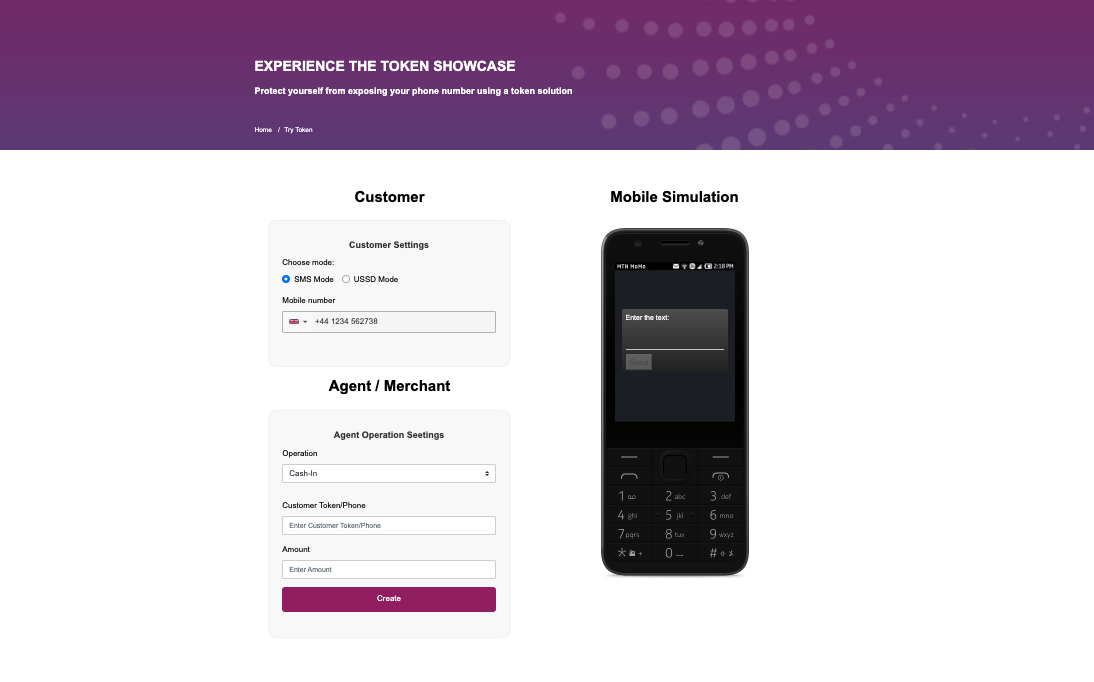 EXPERIENCE THE TOKEN SHOWCASE
Protect yourself from exposing your phone number using a token solution
Home / Try Token
Customer
Customer Settings
Choose mode:
SMS Mode USSD Mode
Mobile number
+44 1234 562738
Agent / Merchant
Agent Operation Seetings
Operation
Cash-In
Customer Token/Phone
Enter Customer Token/Phone
Amount
Enter Amount
Create
Mobile Simulation
MTN MoMo 2:18 PM
Enter the text:
Send
1 2 abc 3 def
4 ghi 5 jkl 6 mno
7 pqrs 8 tuv 9 wxyz
* + 0 #